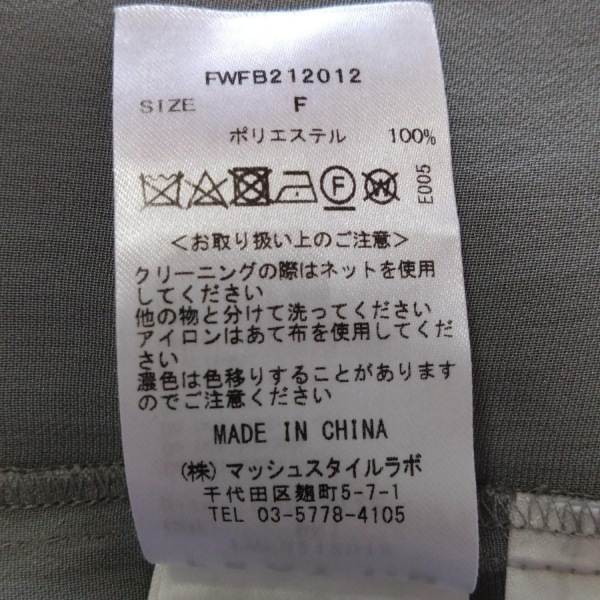 FWFB212012
SIZE F
ポリエステル 100%
F W
E005
<お取り扱い上のご注意>
クリーニングの際はネットを使用
してください
他の物と分けて洗ってください
アイロンはあて布を使用してくだ
さい
濃色は色移りすることがあります
のでご注意ください
MADE IN CHINA
(株) マッシュスタイルラボ
千代田区麹町5-7-1
TEL 03-5778-4105